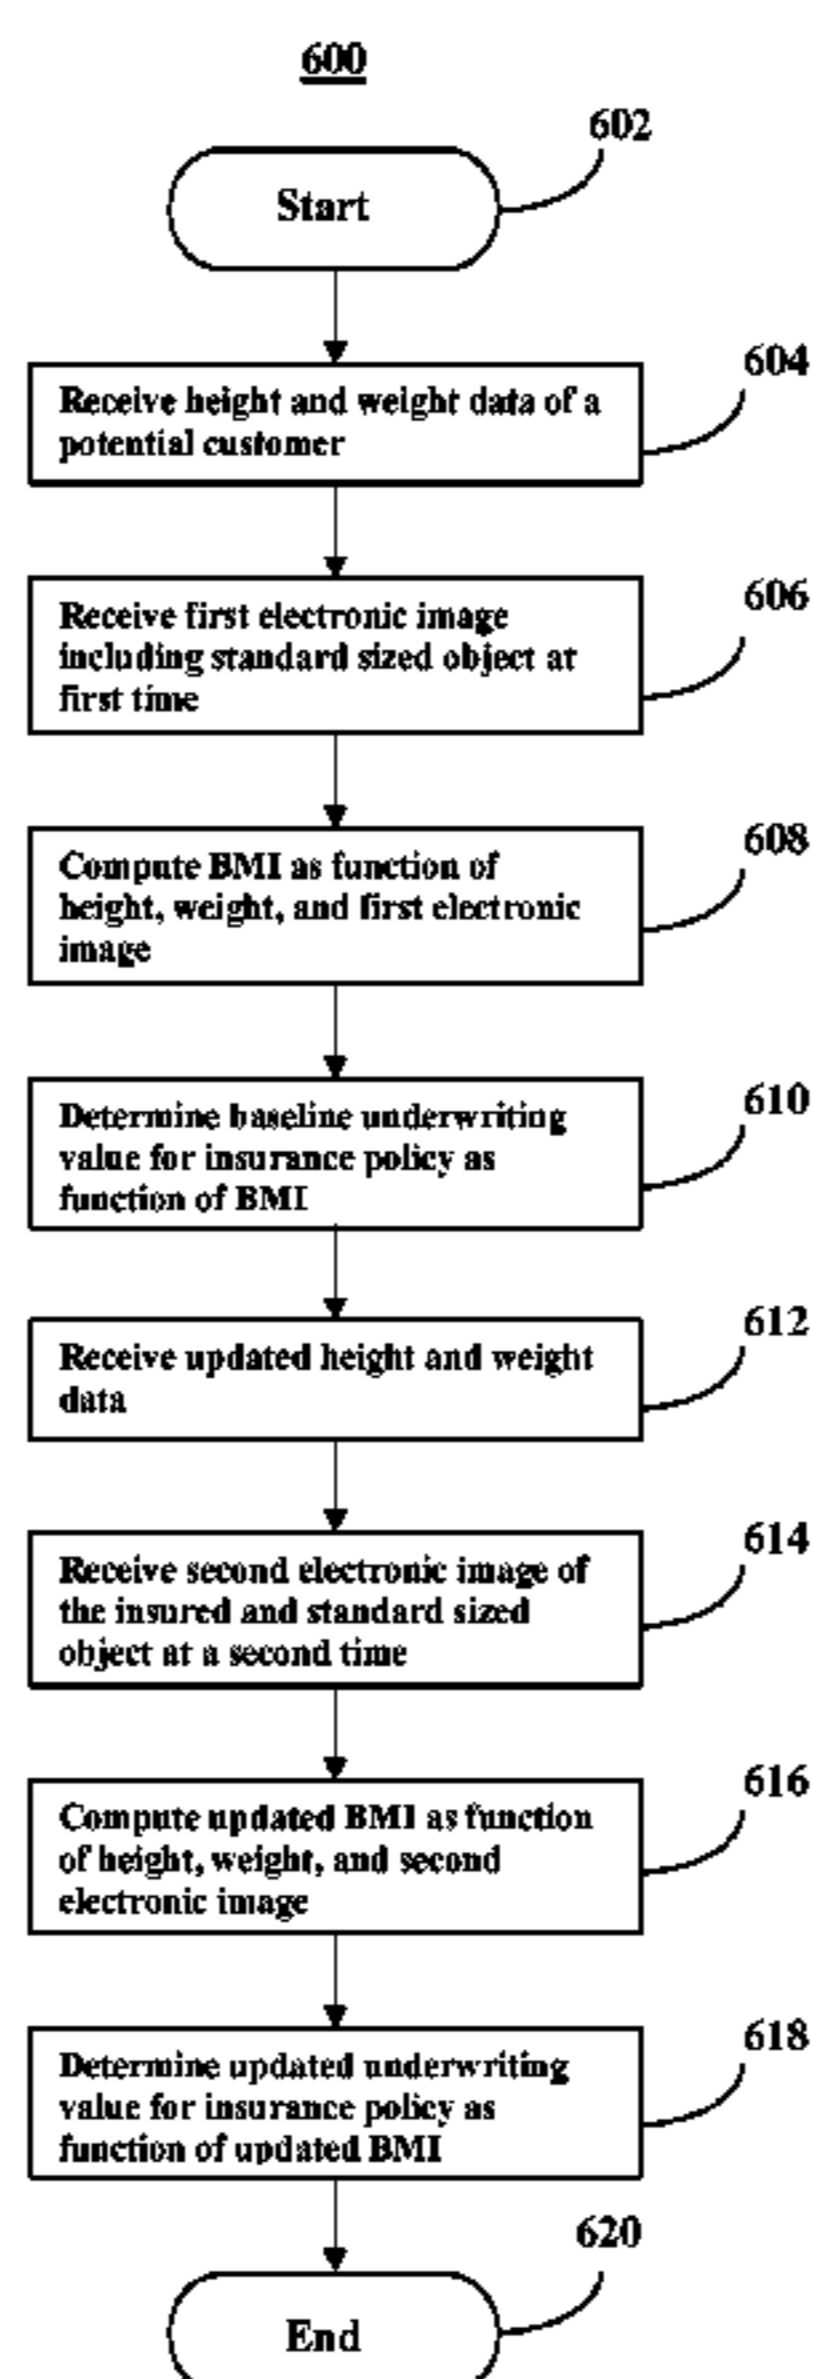 600
602
Start
604
Receive height and weight data of a
potential customer
606
Receive first electronic image
including standard sized object at
first time
608
Compute BMI as function of
height, weight, and first electronic
image
610
Determine baseline underwriting
value for insurance policy as
function of BMI
612
Receive updated height and weight
data
614
Receive second electronic image of
the insured and standard sized
object at a second time
616
Compute updated BMI as function
of height, weight, and second
electronic image
618
Determine updated underwriting
value for insurance policy as
function of updated BMI
620
End